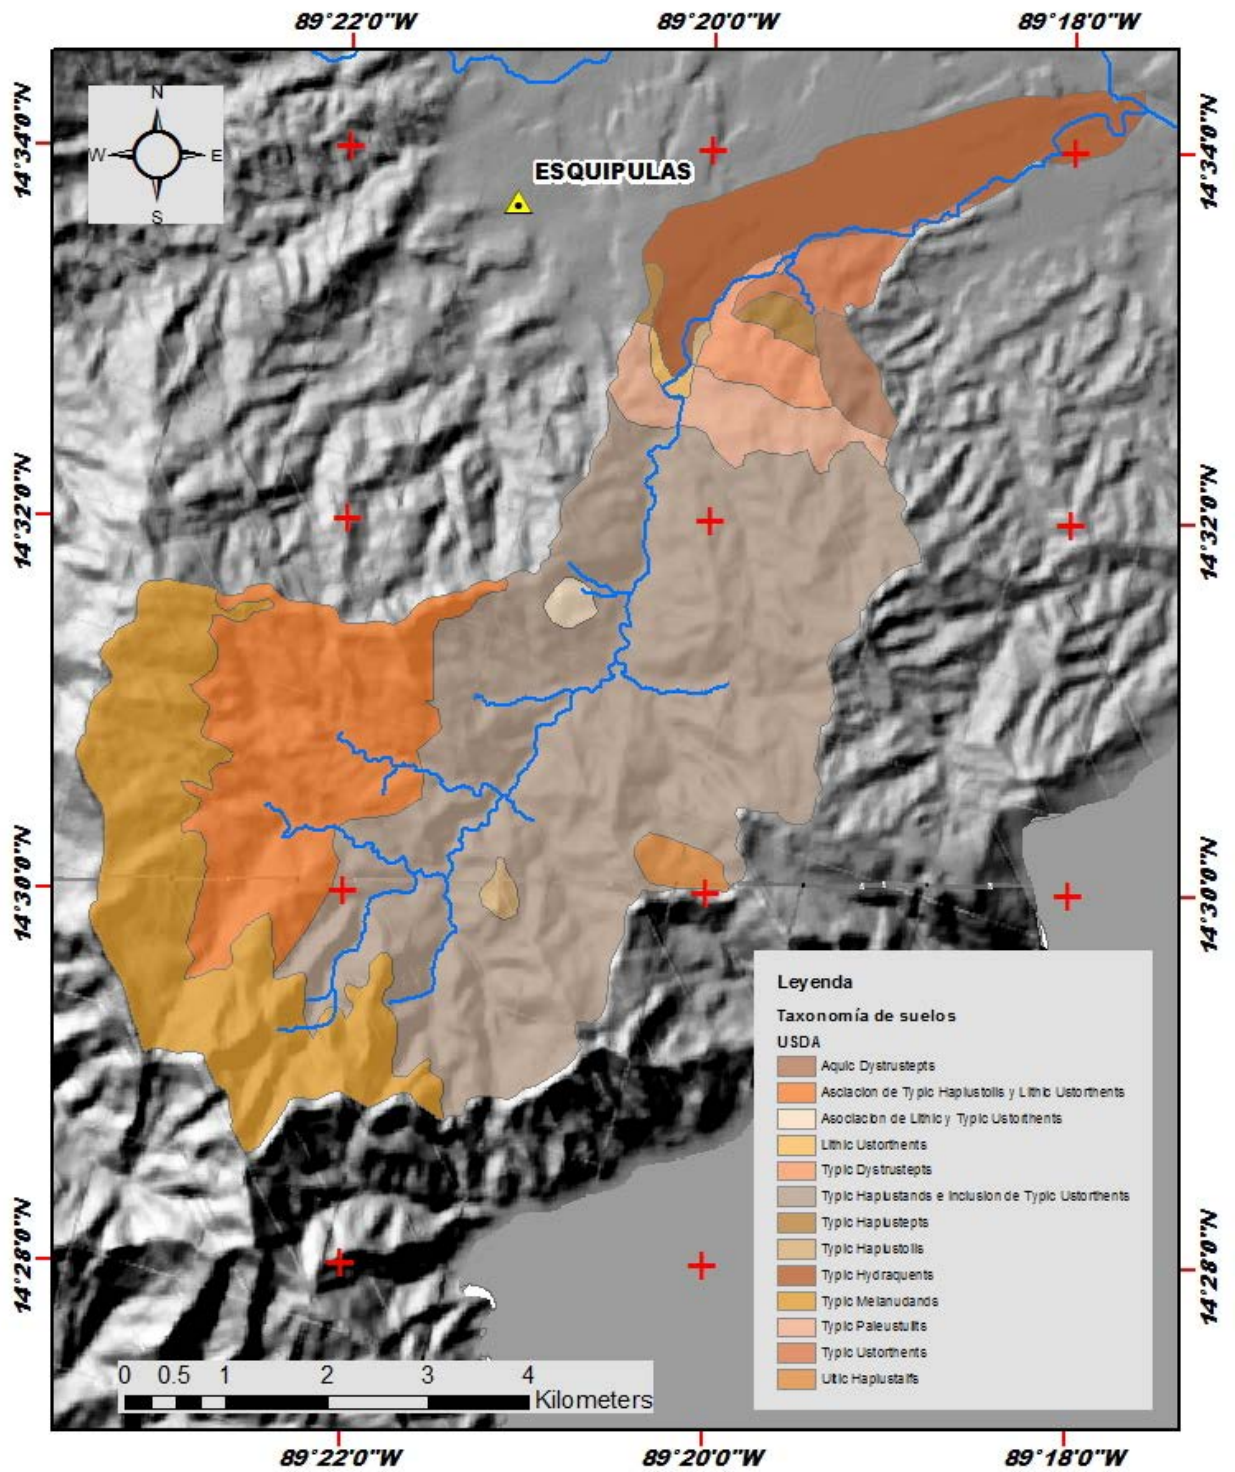 89°22'0"W 89°20'0"W 89°18'0"W
N
W E
S
14°34'0"N 14°34'0"N
ESQUIPULAS
14°32'0"N 14°32'0"N
14°30'0"N 14°30'0"N
Leyenda
Taxonomía de suelos
USDA
Aquic Dystrustepts
Asciacion de Typic Haplustolls y Lithic Ustorthents
Asociacion de Lithic y Typic Ustorthents
Lithic Ustorthents
Typic Dystrustepts
Typic Haplustands e Inclusion de Typic Ustorthents
Typic Haplustepts
Typic Haplustolls
Typic Hydraquents
Typic Melanudands
Typic Paleustults
Typic Ustorthents
Ultic Haplustalfs
14°28'0"N 14°28'0"N
0 0.5 1 2 3 4
Kilometers
89°22'0"W 89°20'0"W 89°18'0"W